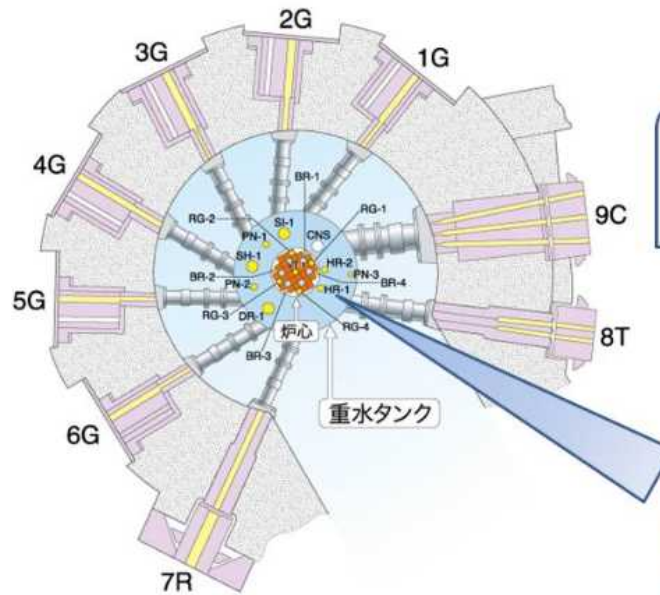 2G
3G
1G
4G
BR-1
RG-2
RG-1
SI-1
PN-1
CNS
9C
SH-1
HR-2
PN-3
BR-2
BR-4
PN-2
HR-1
5G
RG-3
DR-1
RG-4
炉心
8T
BR-3
重水タンク
6G
7R